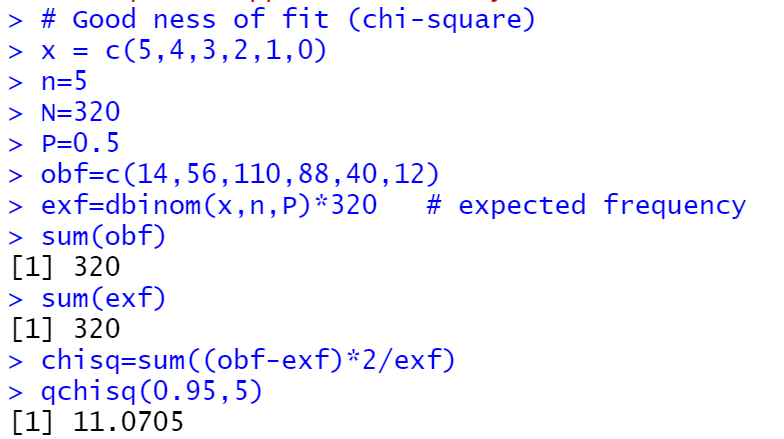 > # Good ness of fit (chi-square)
> x = c(5,4,3,2,1,0)
> n=5
> N=320
> P=0.5
> obf=c(14,56,110,88,40,12)
> exf=dbinom(x,n,P)*320   # expected frequency
> sum(obf)
[1] 320
> sum(exf)
[1] 320
> chisq=sum((obf-exf)*2/exf)
> qchisq(0.95,5)
[1] 11.0705